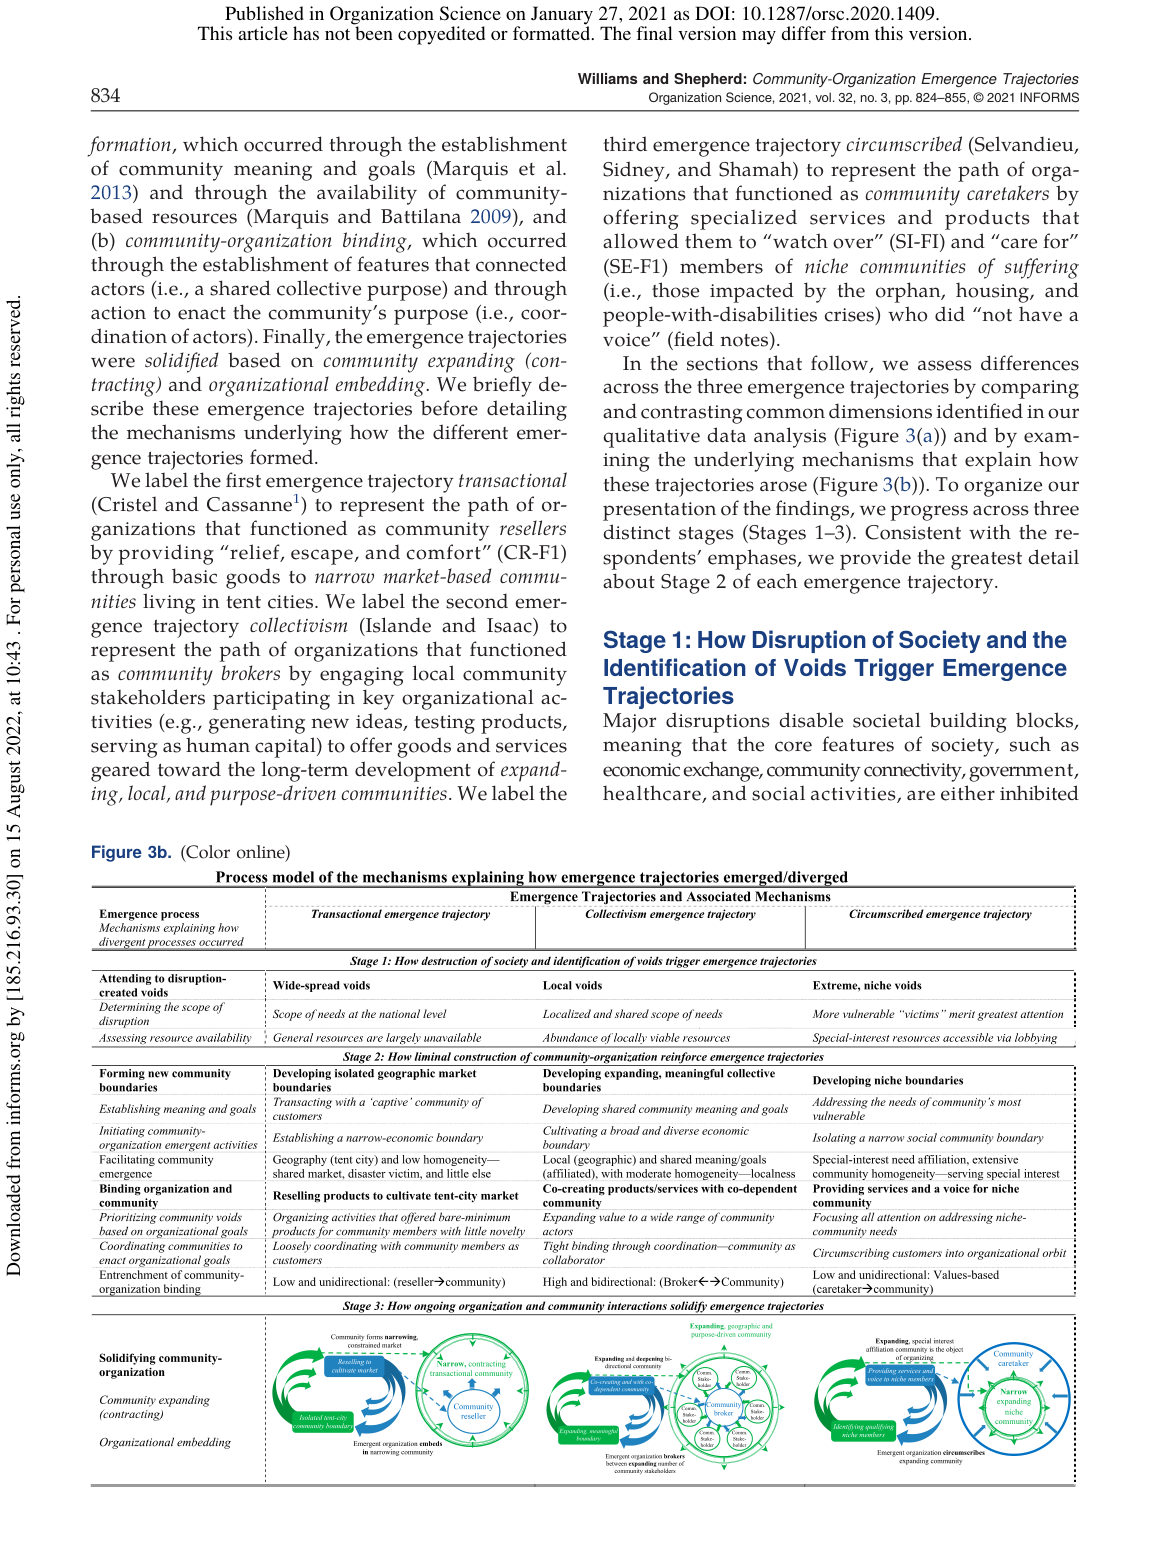 Published in Organization Science on January 27, 2021 as DOI: 10.1287/orsc.2020.1409.
This article has not been copyedited or formatted. The final version may differ from this version.
Williams and Shepherd: Community-Organization Emergence Trajectories
834
Organization Science, 2021, vol. 32, no. 3, pp. 824–855, © 2021 INFORMS
Downloaded from informs.org by [185.216.93.30] on 15 August 2022, at 10:43 . For personal use only, all rights reserved.
formation, which occurred through the establishment
of community meaning and goals (Marquis et al.
2013) and through the availability of community-
based resources (Marquis and Battilana 2009), and
(b) community-organization binding, which occurred
through the establishment of features that connected
actors (i.e., a shared collective purpose) and through
action to enact the community's purpose (i.e., coor-
dination of actors). Finally, the emergence trajectories
were solidified based on community expanding (con-
tracting) and organizational embedding. We briefly de-
scribe these emergence trajectories before detailing
the mechanisms underlying how the different emer-
gence trajectories formed.
We label the first emergence trajectory transactional
(Cristel and Cassanne1) to represent the path of or-
ganizations that functioned as community resellers
by providing "relief, escape, and comfort" (CR-F1)
through basic goods to narrow market-based commu-
nities living in tent cities. We label the second emer-
gence trajectory collectivism (Islande and Isaac) to
represent the path of organizations that functioned
as community brokers by engaging local community
stakeholders participating in key organizational ac-
tivities (e.g., generating new ideas, testing products,
serving as human capital) to offer goods and services
geared toward the long-term development of expand-
ing, local, and purpose-driven communities. We label the
third emergence trajectory circumscribed (Selvandieu,
Sidney, and Shamah) to represent the path of orga-
nizations that functioned as community caretakers by
offering specialized services and products that
allowed them to "watch over" (SI-FI) and "care for"
(SE-F1) members of niche communities of suffering
(i.e., those impacted by the orphan, housing, and
people-with-disabilities crises) who did "not have a
voice" (field notes).
In the sections that follow, we assess differences
across the three emergence trajectories by comparing
and contrasting common dimensions identified in our
qualitative data analysis (Figure 3(a)) and by exam-
ining the underlying mechanisms that explain how
these trajectories arose (Figure 3(b)). To organize our
presentation of the findings, we progress across three
distinct stages (Stages 1–3). Consistent with the re-
spondents' emphases, we provide the greatest detail
about Stage 2 of each emergence trajectory.
Stage 1: How Disruption of Society and the
Identification of Voids Trigger Emergence
Trajectories
Major disruptions disable societal building blocks,
meaning that the core features of society, such as
economic exchange, community connectivity, government,
healthcare, and social activities, are either inhibited
Figure 3b. (Color online)
Process model of the mechanisms explaining how emergence trajectories emerged/diverged
Emergence Trajectories and Associated Mechanisms
Emergence process
Mechanisms explaining how
divergent processes occurred
Transactional emergence trajectory
Collectivism emergence trajectory
Circumscribed emergence trajectory
Stage 1: How destruction of society and identification of voids trigger emergence trajectories
Attending to disruption-
created voids
Wide-spread voids
Local voids
Extreme, niche voids
Determining the scope of
disruption
Scope of needs at the national level
Localized and shared scope of needs
More vulnerable "victims" merit greatest attention
Assessing resource availability
General resources are largely unavailable
Abundance of locally viable resources
Special-interest resources accessible via lobbying
Stage 2: How liminal construction of community-organization reinforce emergence trajectories
Forming new community
boundaries
Developing isolated geographic market
boundaries
Developing expanding, meaningful collective
boundaries
Developing niche boundaries
Establishing meaning and goals
Transacting with a 'captive' community of
customers
Developing shared community meaning and goals
Addressing the needs of community's most
vulnerable
Initiating community-
organization emergent activities
Establishing a narrow-economic boundary
Cultivating a broad and diverse economic
boundary
Isolating a narrow social community boundary
Facilitating community
emergence
Geography (tent city) and low homogeneity—
shared market, disaster victim, and little else
Local (geographic) and shared meaning/goals
(affiliated), with moderate homogeneity—localness
Special-interest need affiliation, extensive
community homogeneity—serving special interest
Binding organization and
community
Reselling products to cultivate tent-city market
Co-creating products/services with co-dependent
community
Providing services and a voice for niche
community
Prioritizing community voids
based on organizational goals
Organizing activities that offered bare-minimum
products for community members with little novelty
Expanding value to a wide range of community
actors
Focusing all attention on addressing niche-
community needs
Coordinating communities to
enact organizational goals
Loosely coordinating with community members as
customers
Tight binding through coordination—community as
collaborator
Circumscribing customers into organizational orbit
Entrenchment of community-
organization binding
Low and unidirectional: (reseller→community)
High and bidirectional: (Broker←→Community)
Low and unidirectional: Values-based
(caretaker→community)
Stage 3: How ongoing organization and community interactions solidify emergence trajectories
Solidifying community-
organization
Community expanding
(contracting)
Organizational embedding
Community forms narrowing,
constrained market
Reselling to
cultivate market
Isolated tent-city
community boundary
Narrow, contracting
transactional community
Community
reseller
Emergent organization embeds
in narrowing community
Expanding, geographic and
purpose-driven community
Expanding and deepening bi-
directional community
Co-creating and with co-
dependent community
Expanding, meaningful
boundary
Comm.
Stake-
holder
Comm.
Stake-
holder
Comm.
Stake-
holder
Community
broker
Comm.
Stake-
holder
Comm.
Stake-
holder
Comm.
Stake-
holder
Emergent organization brokers
between expanding number of
community stakeholders
Expanding, special interest
affiliation community is the object
of organizing
Providing services and
voice to niche members
Identifying qualifying
niche members
Community
caretaker
Narrow
expanding
niche
community
Emergent organization circumscribes
expanding community